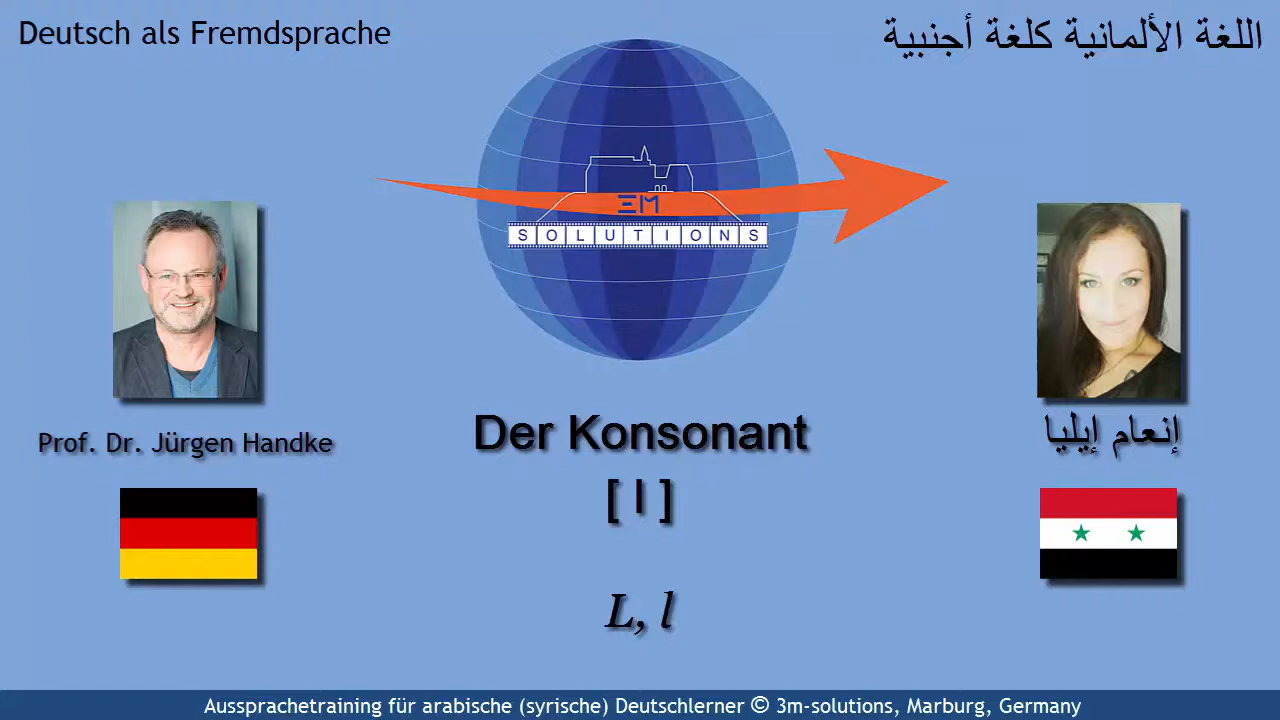 Deutsch als Fremdsprache
اللغة الألمانية كلغة أجنبية
3M
SOLUTIONS
Prof. Dr. Jürgen Handke
Der Konsonant
إنعام إيليا
[ l ]
L, l
Aussprachetraining für arabische (syrische) Deutschlerner © 3m-solutions, Marburg, Germany